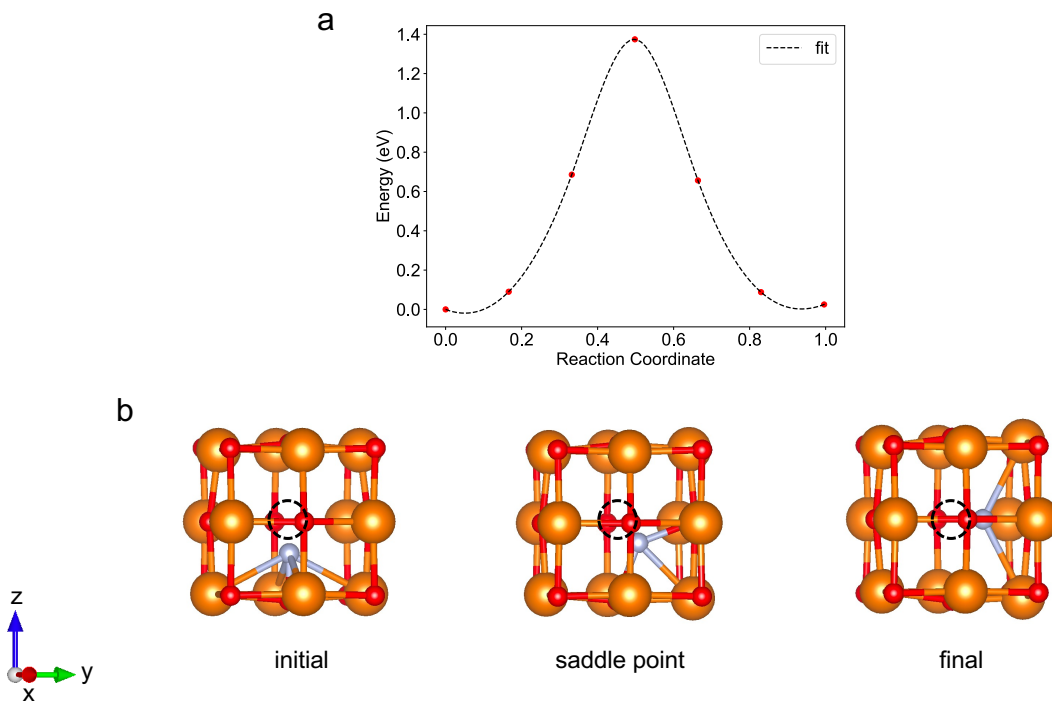 a
1.4
1.2
1.0
0.8
0.6
0.4
0.2
0.0
Energy (eV)
fit
0.0 0.2 0.4 0.6 0.8 1.0
Reaction Coordinate
b
z
y
x
initial
saddle point
final